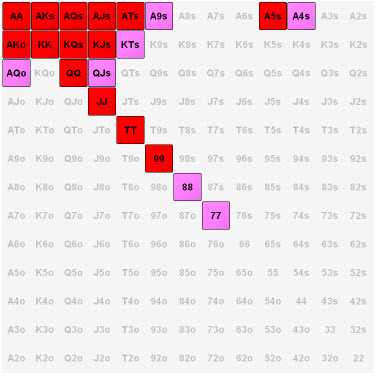 AA AKs AQs AJs ATs A9s A8s A7s A6s A5s A4s A3s A2s
AKo KK KQs KJs KTs K9s K8s K7s K6s K5s K4s K3s K2s
AQo KQo QQ QJs QTs Q9s Q8s Q7s Q6s Q5s Q4s Q3s Q2s
AJo KJo QJo JJ JTs J9s J8s J7s J6s J5s J4s J3s J2s
ATo KTo QTo JTo TT T9s T8s T7s T6s T5s T4s T3s T2s
A9o K9o Q9o J9o T9o 99 98s 97s 96s 95s 94s 93s 92s
A8o K8o Q8o J8o T8o 98o 88 87s 86s 85s 84s 83s 82s
A7o K7o Q7o J7o T7o 97o 87o 77 76s 75s 74s 73s 72s
A6o K6o Q6o J6o T6o 96o 86o 76o 66 65s 64s 63s 62s
A5o K5o Q5o J5o T5o 95o 85o 75o 65o 55 54s 53s 52s
A4o K4o Q4o J4o T4o 94o 84o 74o 64o 54o 44 43s 42s
A3o K3o Q3o J3o T3o 93o 83o 73o 63o 53o 43o 33 32s
A2o K2o Q2o J2o T2o 92o 82o 72o 62o 52o 42o 32o 22